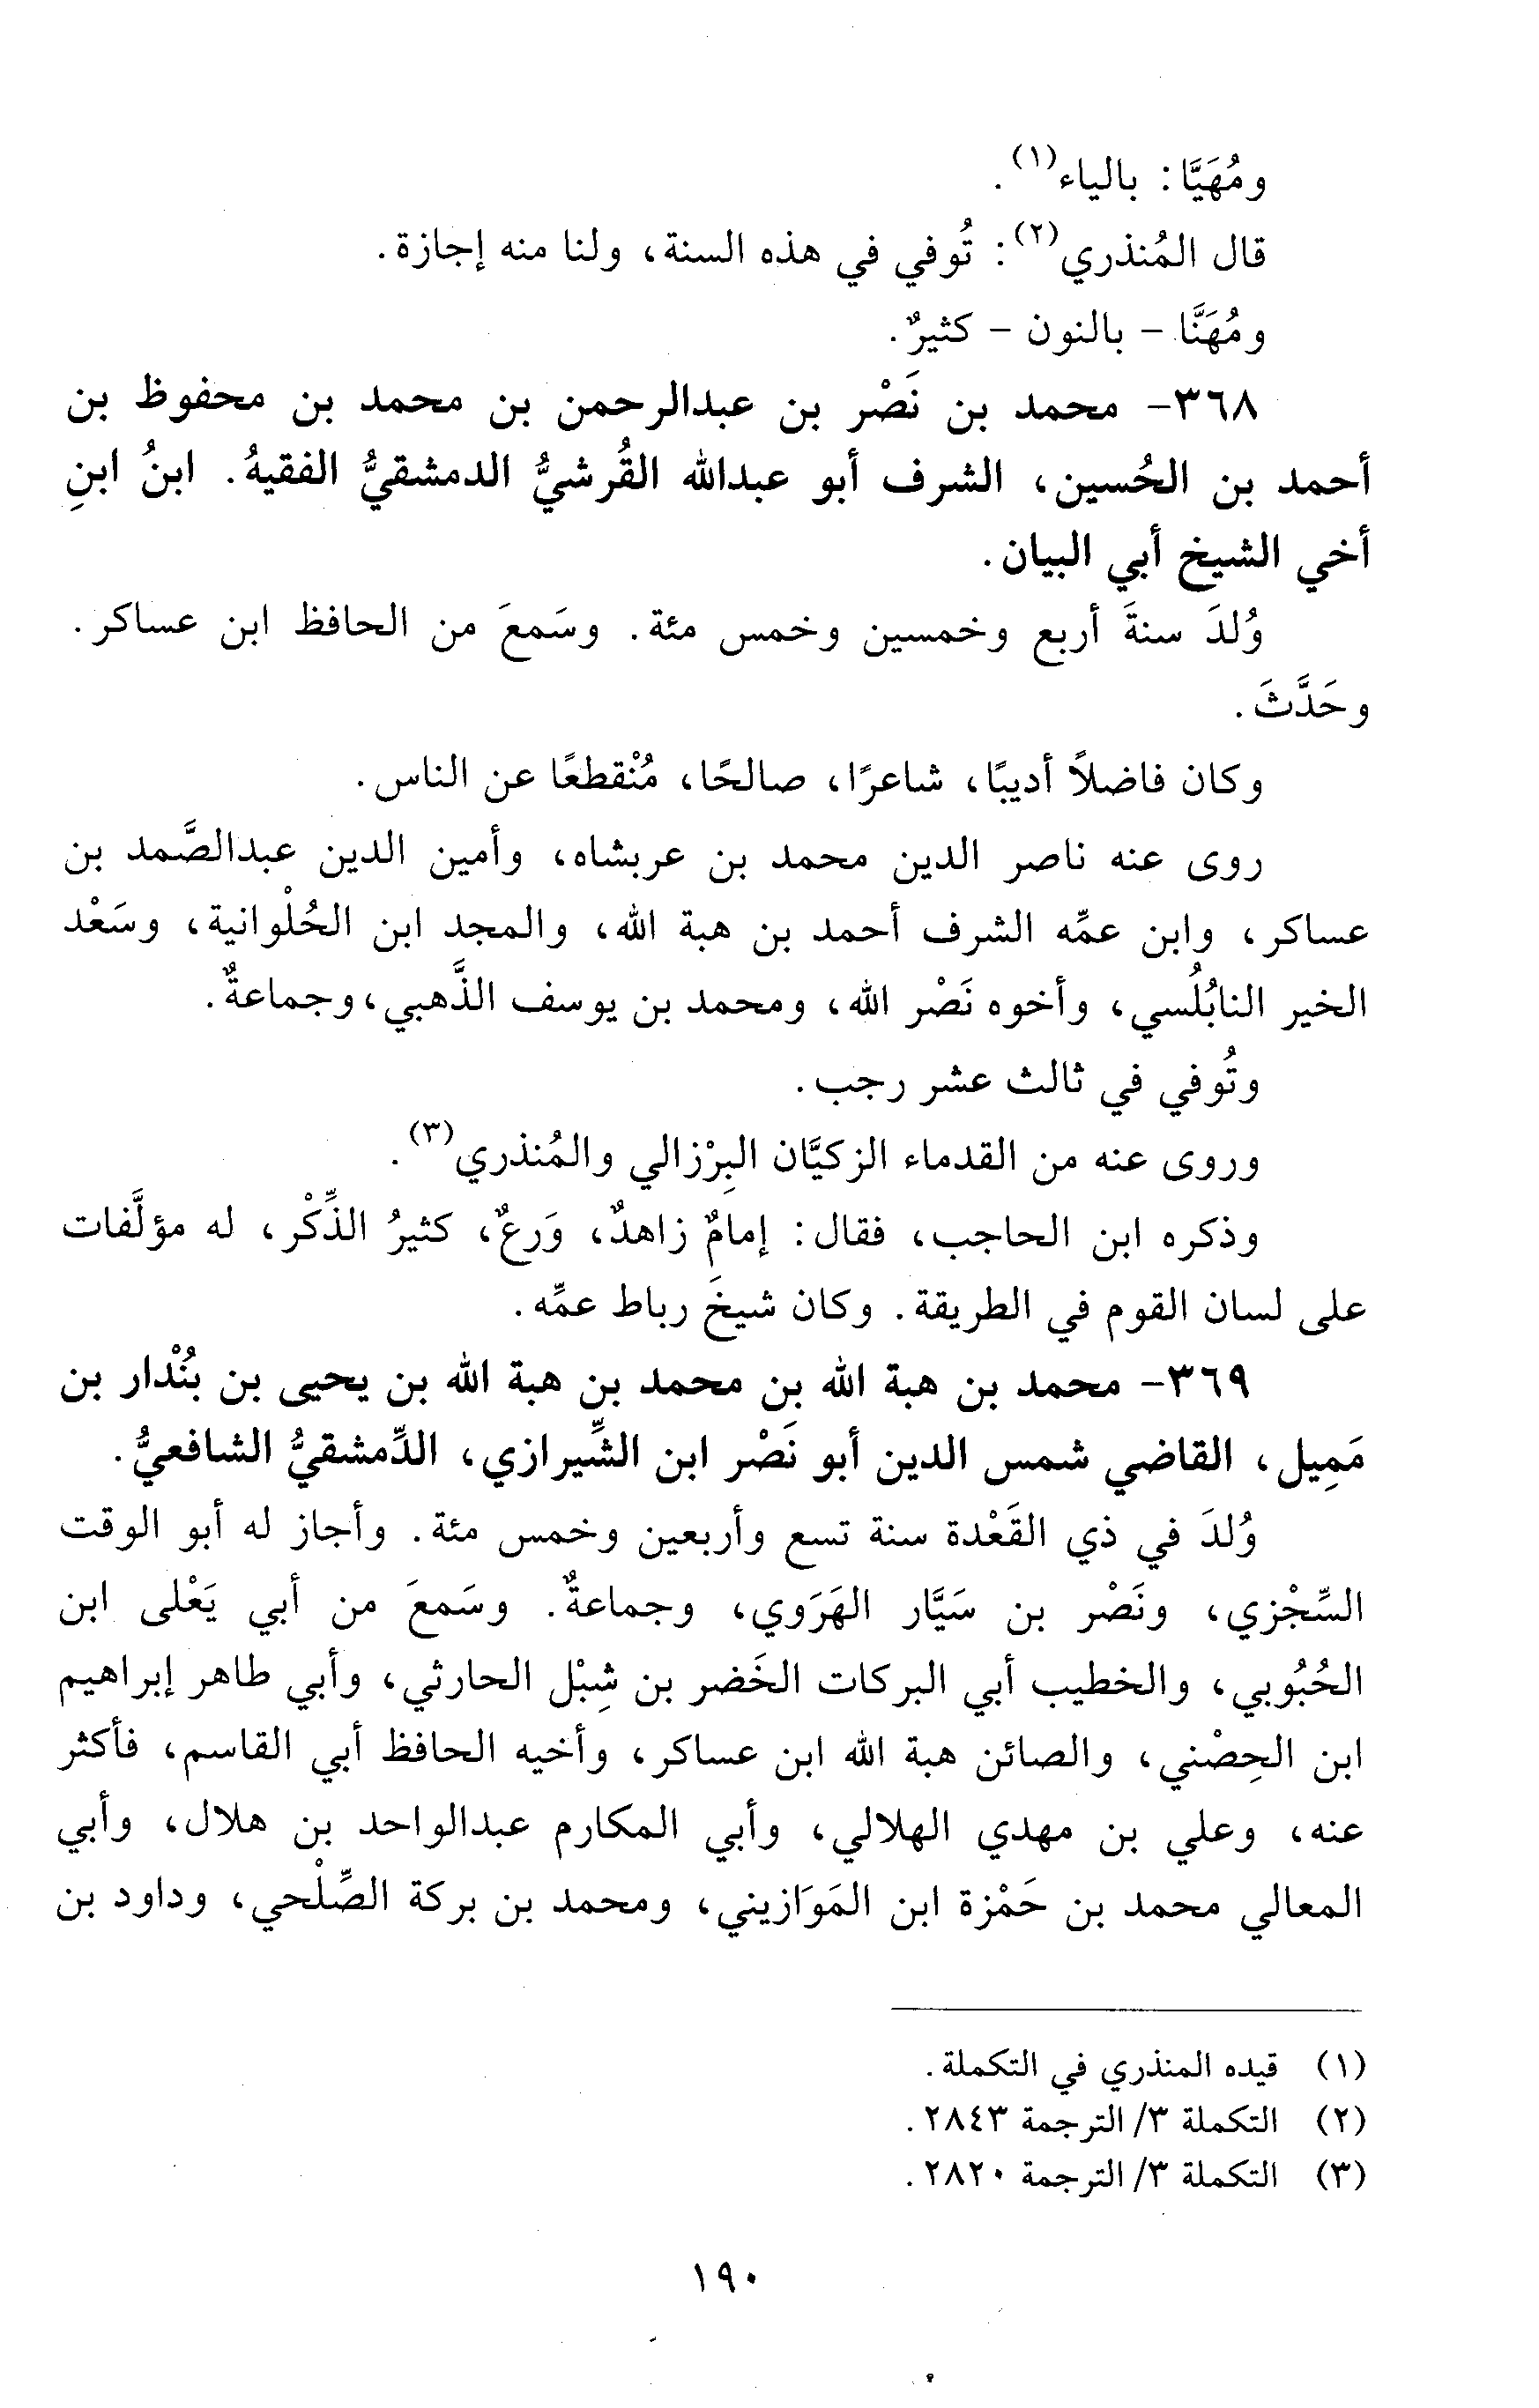 ومُهَيَّا: بالياء(١).
قال المُنذري(٢): تُوفي في هذه السنة، ولنا منه إجازة.
ومُهَنَّا - بالنون - كثيرٌ.
٣٦٨- محمد بن نَصْر بن عبدالرحمن بن محمد بن محفوظ بن
أحمد بن الحُسين، الشرف أبو عبدالله القُرشيُّ الدمشقيُّ الفقيهُ. ابنُ ابنِ
أخي الشيخ أبي البيان.
وُلدَ سنةَ أربع وخمسين وخمس مئة. وسَمعَ من الحافظ ابن عساكر.
وحَدَّثَ.
وكان فاضلاً أديبًا، شاعرًا، صالحًا، مُنْقطعًا عن الناس.
روى عنه ناصر الدين محمد بن عربشاه، وأمين الدين عبدالصَّمد بن
عساكر، وابن عمِّه الشرف أحمد بن هبة الله، والمجد ابن الحُلْوانية، وسَعْد
الخير النابُلُسي، وأخوه نَصْر الله، ومحمد بن يوسف الذَّهبي، وجماعةٌ.
وتُوفي في ثالث عشر رجب.
وروى عنه من القدماء الزكيَّان البِرْزالي والمُنذري(٣).
وذكره ابن الحاجب، فقال: إمامٌ زاهدٌ، وَرعٌ، كثيرُ الذِّكْر، له مؤلَّفات
على لسان القوم في الطريقة. وكان شيخَ رباط عمِّه.
٣٦٩- محمد بن هبة الله بن محمد بن هبة الله بن يحيى بن بُنْدار بن
مَمِيل، القاضي شمس الدين أبو نَصْر ابن الشِّيرازي، الدِّمشقيُّ الشافعيُّ.
وُلدَ في ذي القَعْدة سنة تسع وأربعين وخمس مئة. وأجاز له أبو الوقت
السِّجْزي، ونَصْر بن سَيَّار الهَرَوي، وجماعةٌ. وسَمعَ من أبي يَعْلى ابن
الحُبُوبي، والخطيب أبي البركات الخَضر بن شِبْل الحارثي، وأبي طاهر إبراهيم
ابن الحِصْني، والصائن هبة الله ابن عساكر، وأخيه الحافظ أبي القاسم، فأكثر
عنه، وعلي بن مهدي الهلالي، وأبي المكارم عبدالواحد بن هلال، وأبي
المعالي محمد بن حَمْزة ابن المَوَازيني، ومحمد بن بركة الصِّلْحي، وداود بن
(١) قيده المنذري في التكملة.
(٢) التكملة ٣/ الترجمة ٢٨٤٣.
(٣) التكملة ٣/ الترجمة ٢٨٢٠.
١٩٠